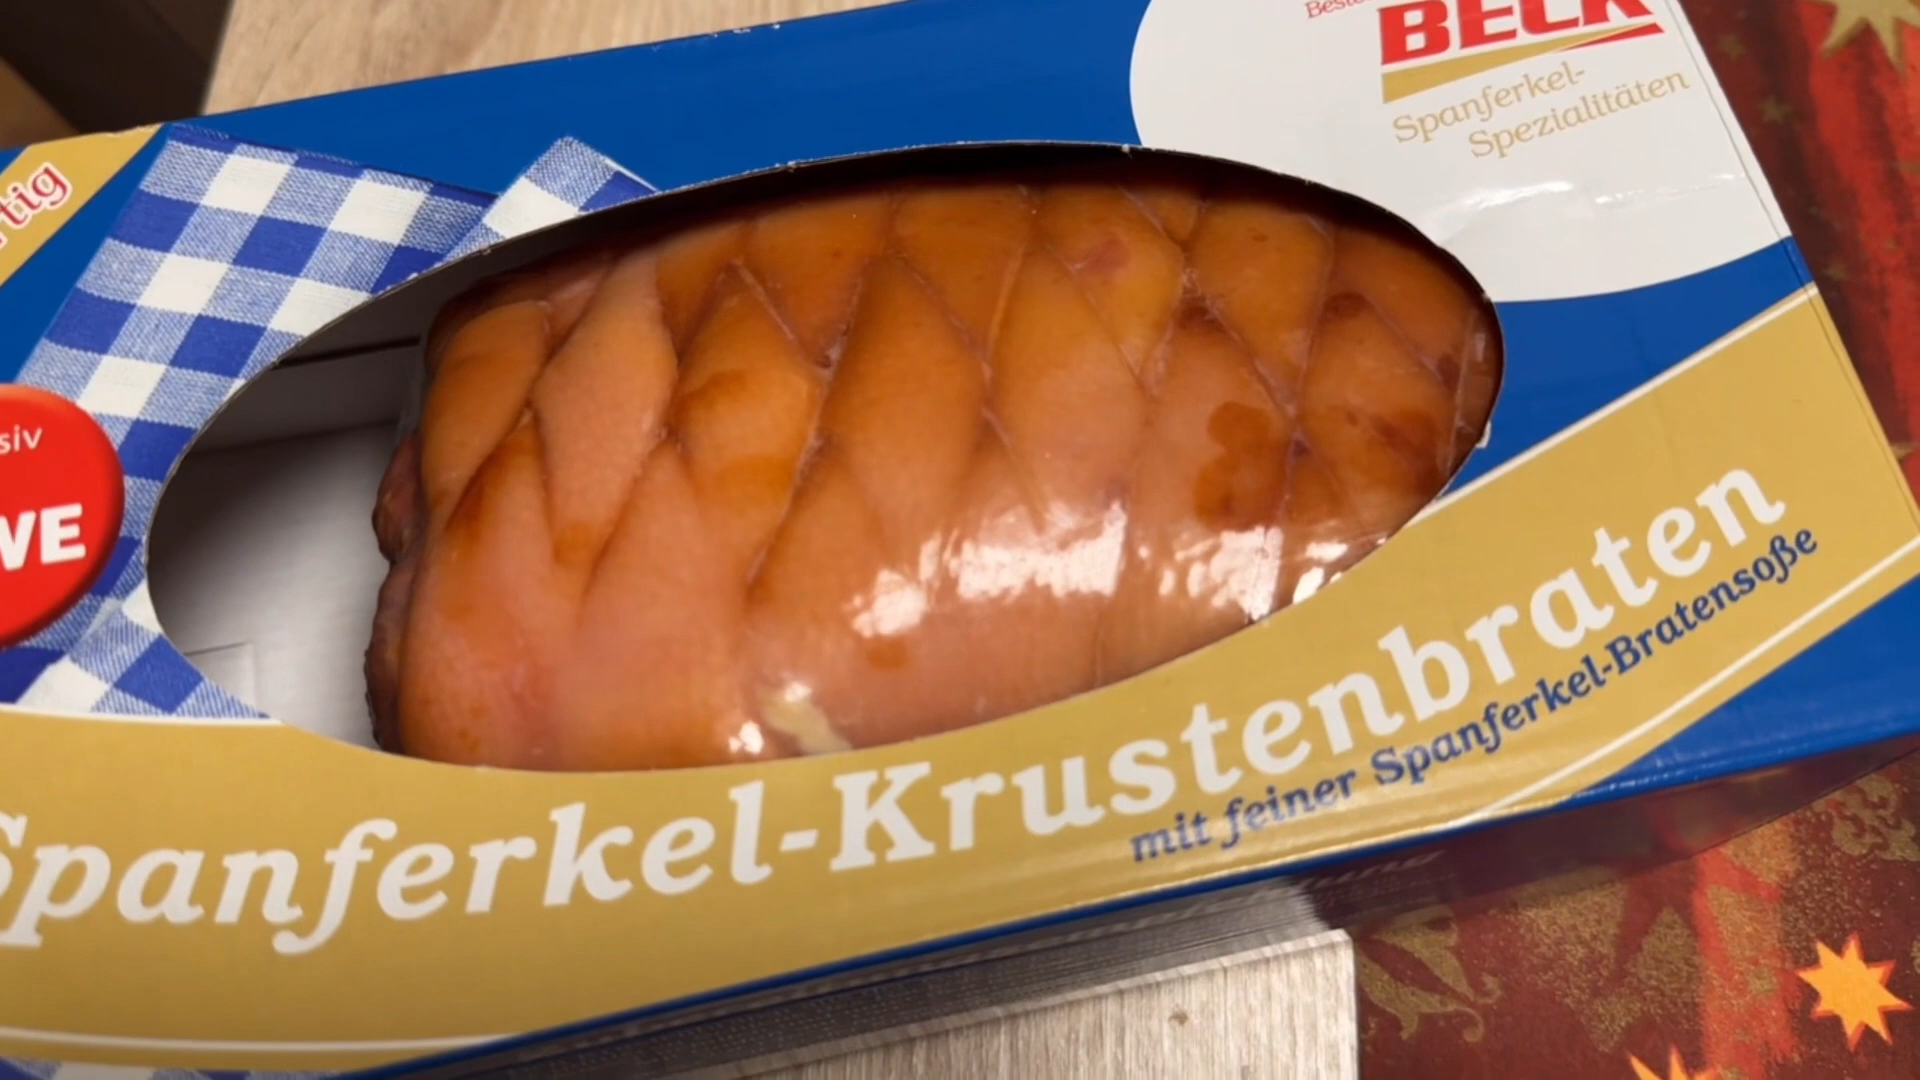 BECK
Spanferkel-
Spezialitäten
Spanferkel-Krustenbraten
mit feiner Spanferkel-Bratensoße